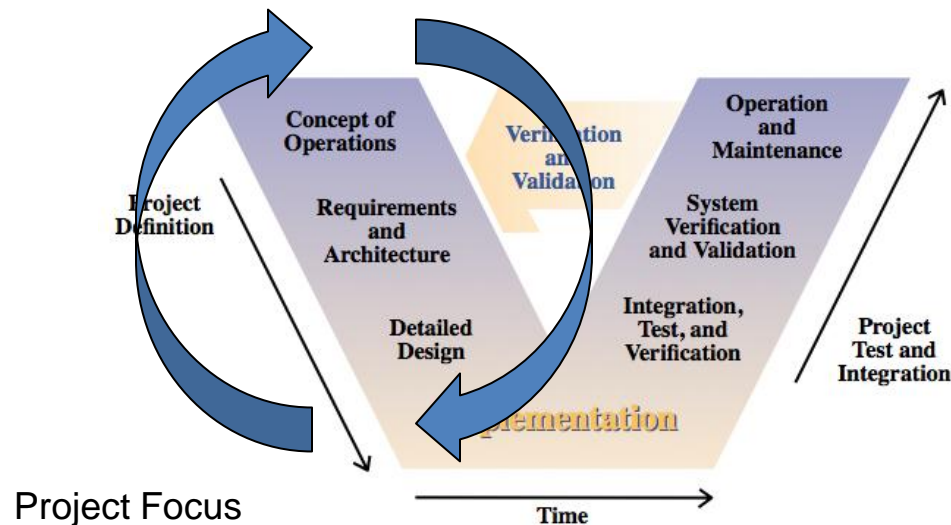 Concept of
Operations
Project
Definition
Requirements
and
Architecture
Detailed
Design
Verification
and
Validation
Operation
and
Maintenance
System
Verification
and Validation
Integration,
Test, and
Verification
Project
Test and
Integration
Implementation
Time
Project Focus